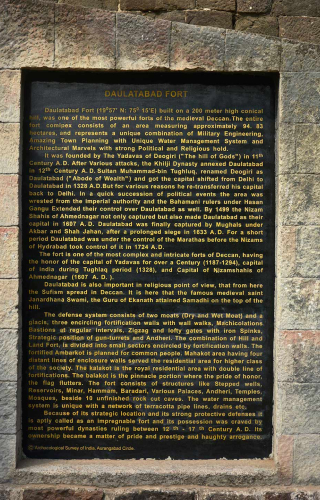 DAULATABAD FORT
Daulatabad Fort (19°57' N: 75° 15'E) built on a 200 meter high conical
hill, was one of the most powerful forts of the medieval Deccan.The entire
fort complex consists of an area measuring approximately 94. 83
hectares, and represents a unique combination of Military Engineering,
Amazing Town Planning with Unique Water Management System and
Architectural Marvels with strong Political and Religious hold.
It was founded by The Yadavas of Deogiri ("The hill of Gods") in 11th
Century A. D. After Various attacks, the Khilji Dynasty annexed Daulatabad
in 12th Century A. D. Sultan Muhammad-bin Tughluq, renamed Deogiri as
Daulatabad ("Abode of Wealth") and got the capital shifted from Delhi to
Daulatabad in 1328 A.D.But for various reasons he re-transferred his capital
back to Delhi. In a quick succession of political events the area was
wrested from the imperial authority and the Bahamani rulers under Hasan
Gangu Extended their control over Daulatabad as well. By 1499 the Nizam
Shahis of Ahmednagar not only captured but also made Daulatabad as their
capital in 1607 A. D. Daulatabad was finally captured by Mughals under
Akbar and Shah Jahan, after a prolonged siege in 1633 A. D. For a short
period Daulatabad was under the control of the Marathas before the Nizams
of Hydrabad took control of it in 1724 A. D.
The fort is one of the most complex and intricate forts of Deccan, having
the honor of the capital of Yadavas for over a Century (1187-1294), capital
of India during Tughlaq period (1328), and Capital of Nizamshahis of
Ahmednagar (1607 A. D. ).
Daulatabad is also important in religious point of view, that from here
the Sufism spread in Deccan. It is here that the famous medieval saint
Janardhana Swami, the Guru of Ekanath attained Samadhi on the top of the
hill.
The defense system consists of two moats (Dry and Wet Moat) and a
glacis, three encircling fortification walls with wall walks, Machicolations,
Bastions at regular intervals, Zigzag and lofty gates with iron Spinks,
Strategic position of gun-turrets and Andheri. The combination of Hill and
Land Fort, is divided into small sectors encircled by fortification walls. The
fortified Amberkot is planned for common people. Mahakot area having four
distant lines of enclosure walls served the residential area for higher class
of the society. The kalakot is the royal residential area with double line of
fortifications. The balakot is the pinnacle portion where the pride of honor,
the flag flutters. The fort consists of structures like Stepped wells,
Reservoirs, Minar, Hammam, Baradari, Various Palaces, Andheri, Temples,
Mosques, beside 10 unfinished rock cut caves. The water management
system is unique with a network of terracotta pipe lines, drains etc.
Because of its strategic location and its strong protective defenses it
is aptly called as an impregnable fort and its possession was craved by
most powerful dynasties ruling between 12 th - 17 th Century A. D. Its
ownership became a matter of pride and prestige and haughty arrogance.
© Archaeological Survey of India, Aurangabad Circle.